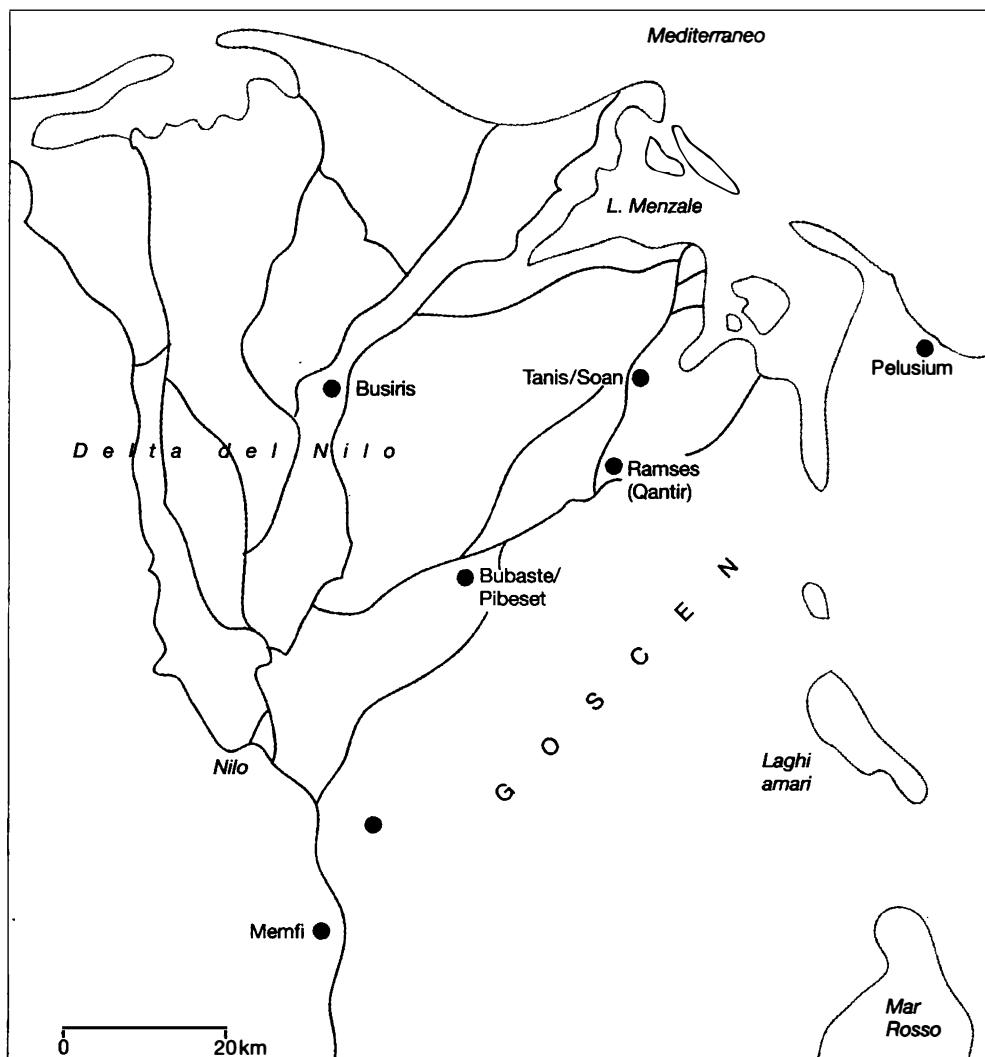 Mediterraneo
L. Menzale
Pelusium
Tanis/Soan
Busiris
Delta del Nilo
Ramses
(Qantir)
Bubaste/
Pibeset
GOSCEN
Nilo
Laghi
amari
Memfi
Mar
Rosso
0 20km